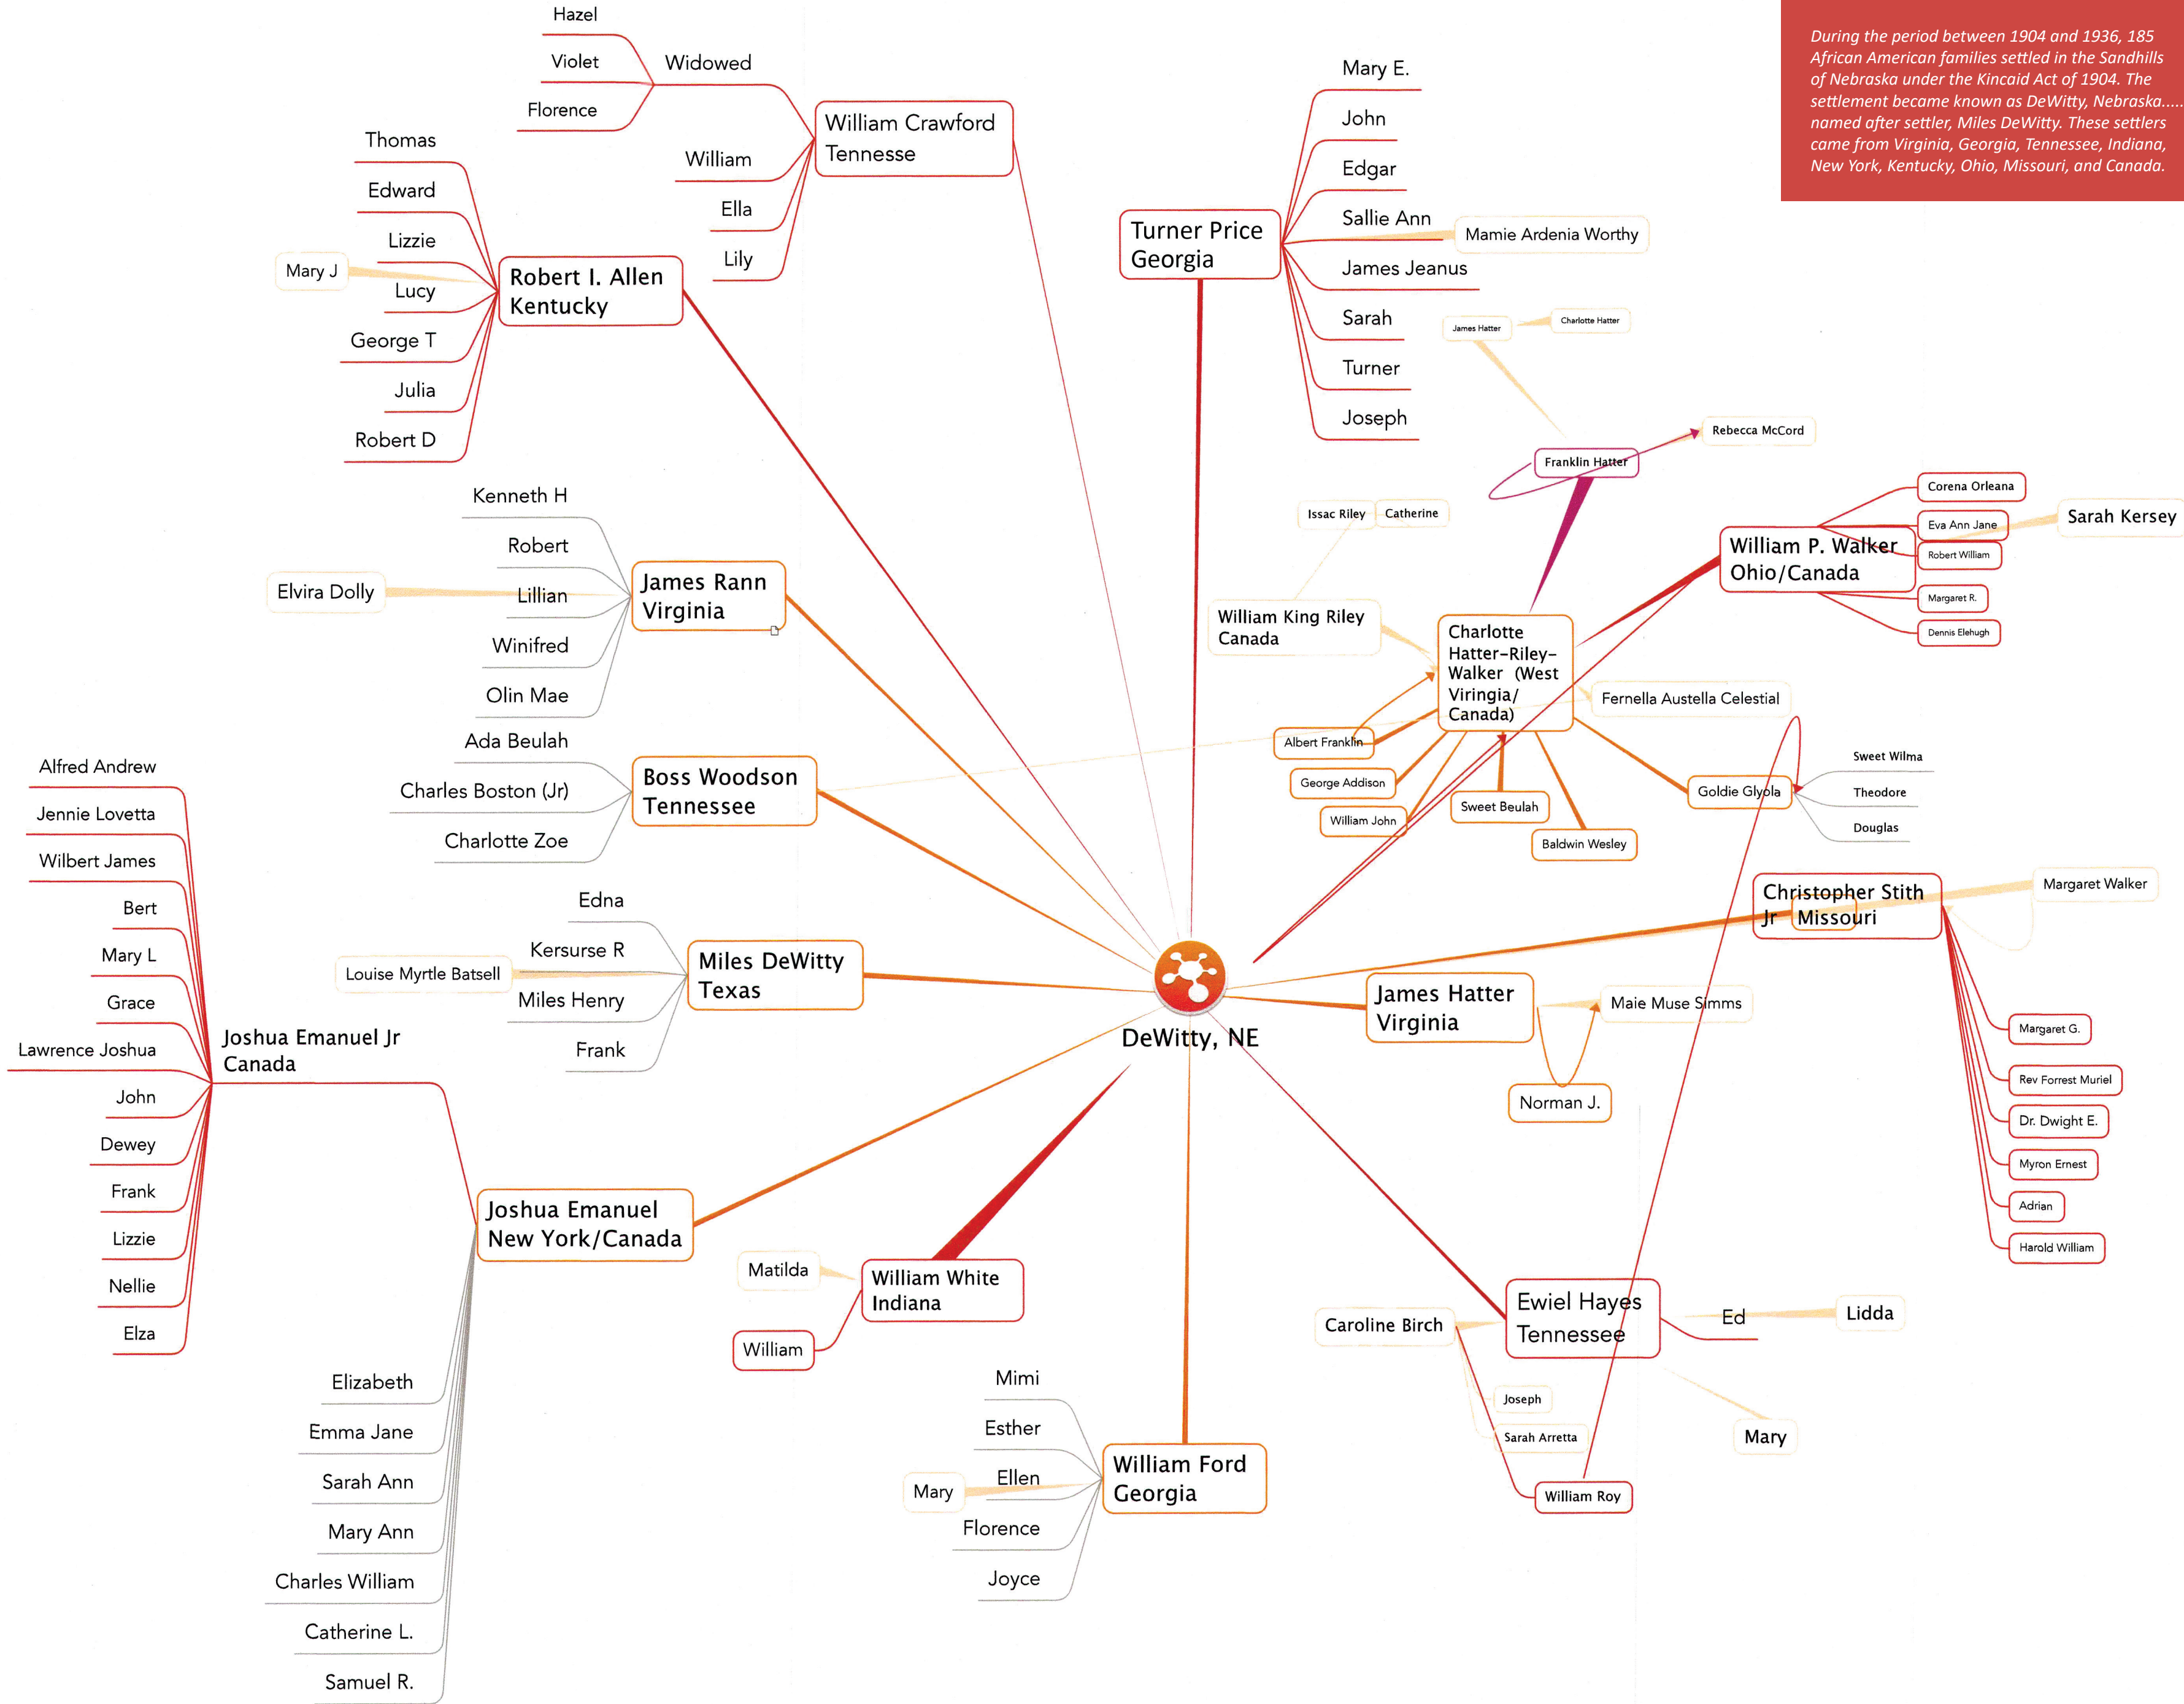 During the period between 1904 and 1936, 185
African American families settled in the Sandhills
of Nebraska under the Kincaid Act of 1904. The
settlement became known as DeWitty, Nebraska.....
named after settler, Miles DeWitty. These settlers
came from Virginia, Georgia, Tennessee, Indiana,
New York, Kentucky, Ohio, Missouri, and Canada.
Hazel
Violet
Florence
Widowed
William
Ella
Lily
William Crawford
Tennesse
Thomas
Edward
Lizzie
Lucy
George T
Julia
Robert D
Mary J
Robert I. Allen
Kentucky
Kenneth H
Robert
Lillian
Winifred
Olin Mae
Elvira Dolly
James Rann
Virginia
Ada Beulah
Charles Boston (Jr)
Charlotte Zoe
Boss Woodson
Tennessee
Edna
Kersurse R
Miles Henry
Frank
Louise Myrtle Batsell
Miles DeWitty
Texas
Alfred Andrew
Jennie Lovetta
Wilbert James
Bert
Mary L
Grace
Lawrence Joshua
John
Dewey
Frank
Lizzie
Nellie
Elza
Joshua Emanuel Jr
Canada
Joshua Emanuel
New York/Canada
Elizabeth
Emma Jane
Sarah Ann
Mary Ann
Charles William
Catherine L.
Samuel R.
Matilda
William
William White
Indiana
Mimi
Esther
Ellen
Florence
Joyce
Mary
William Ford
Georgia
DeWitty, NE
Turner Price
Georgia
Mary E.
John
Edgar
Sallie Ann
James Jeanus
Sarah
Turner
Joseph
Mamie Ardenia Worthy
James Hatter
Charlotte Hatter
Franklin Hatter
Rebecca McCord
Issac Riley
Catherine
William King Riley
Canada
Charlotte
Hatter-Riley-
Walker (West
Viringia/
Canada)
Albert Franklin
George Addison
William John
Sweet Beulah
Baldwin Wesley
Fernella Austella Celestial
Goldie Glyola
Sweet Wilma
Theodore
Douglas
William P. Walker
Ohio/Canada
Corena Orleana
Eva Ann Jane
Robert William
Margaret R.
Dennis Elehugh
Sarah Kersey
Christopher Stith
Jr Missouri
Margaret Walker
Margaret G.
Rev Forrest Muriel
Dr. Dwight E.
Myron Ernest
Adrian
Harold William
James Hatter
Virginia
Maie Muse Simms
Norman J.
Ewiel Hayes
Tennessee
Caroline Birch
Joseph
Sarah Arretta
William Roy
Ed
Lidda
Mary